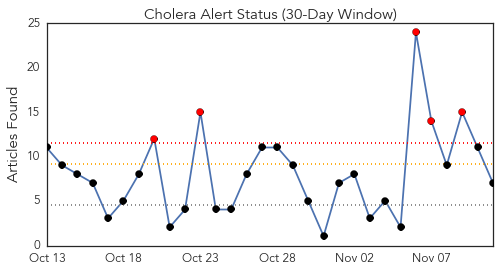 Cholera Alert Status (30-Day Window)
Articles Found
25
20
15
10
5
0
Oct 13 Oct 18 Oct 23 Oct 28 Nov 02 Nov 07